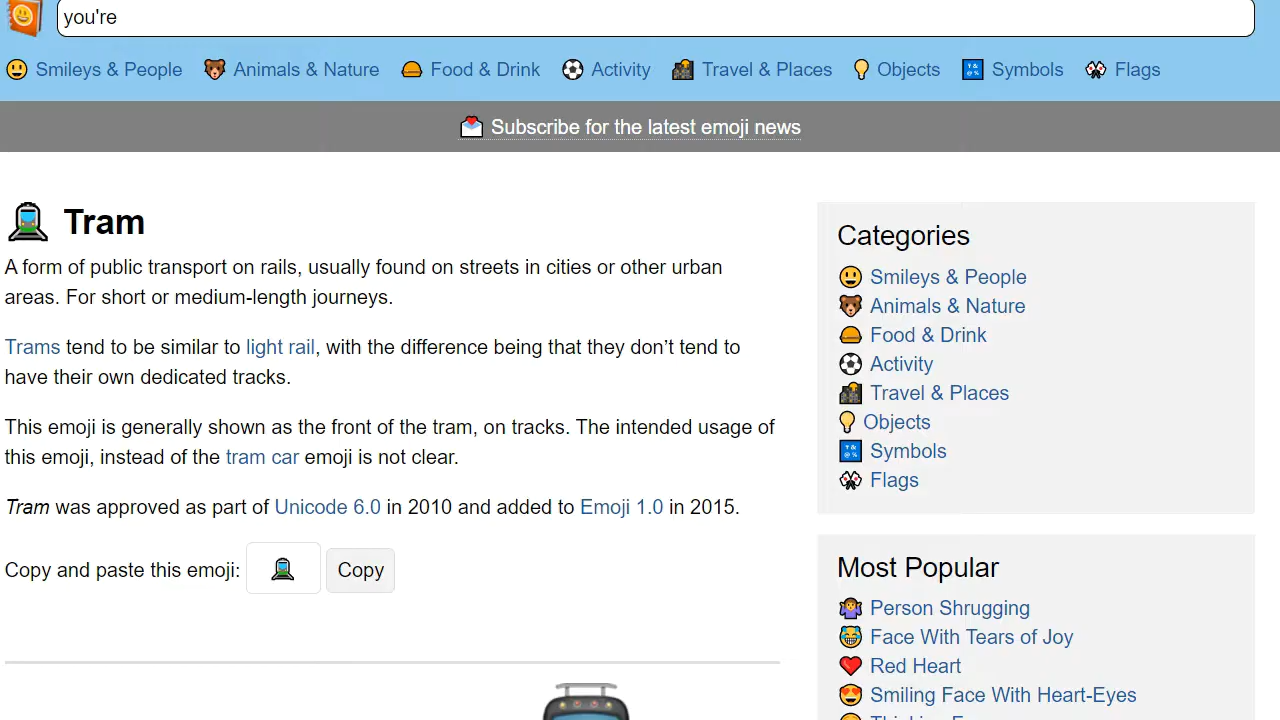 you're
Smileys & People Animals & Nature Food & Drink Activity Travel & Places Objects Symbols Flags
Subscribe for the latest emoji news
Tram
A form of public transport on rails, usually found on streets in cities or other urban
areas. For short or medium-length journeys.
Trams tend to be similar to light rail, with the difference being that they don’t tend to
have their own dedicated tracks.
This emoji is generally shown as the front of the tram, on tracks. The intended usage of
this emoji, instead of the tram car emoji is not clear.
Tram was approved as part of Unicode 6.0 in 2010 and added to Emoji 1.0 in 2015.
Copy and paste this emoji: Copy
Categories
Smileys & People
Animals & Nature
Food & Drink
Activity
Travel & Places
Objects
Symbols
Flags
Most Popular
Person Shrugging
Face With Tears of Joy
Red Heart
Smiling Face With Heart-Eyes